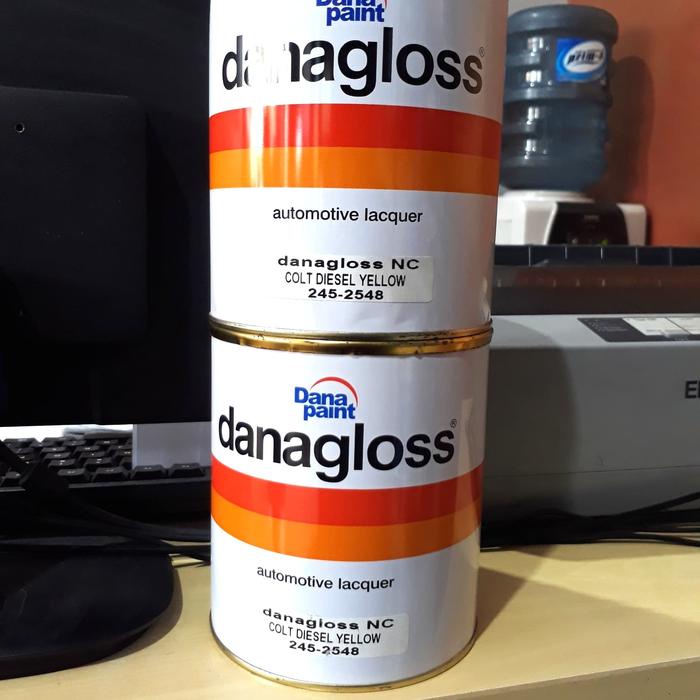 Dana
paint
danagloss®
automotive lacquer
danagloss NC
COLT DIESEL YELLOW
245-2548
Dana
paint
danagloss®
automotive lacquer
danagloss NC
COLT DIESEL YELLOW
245-2548